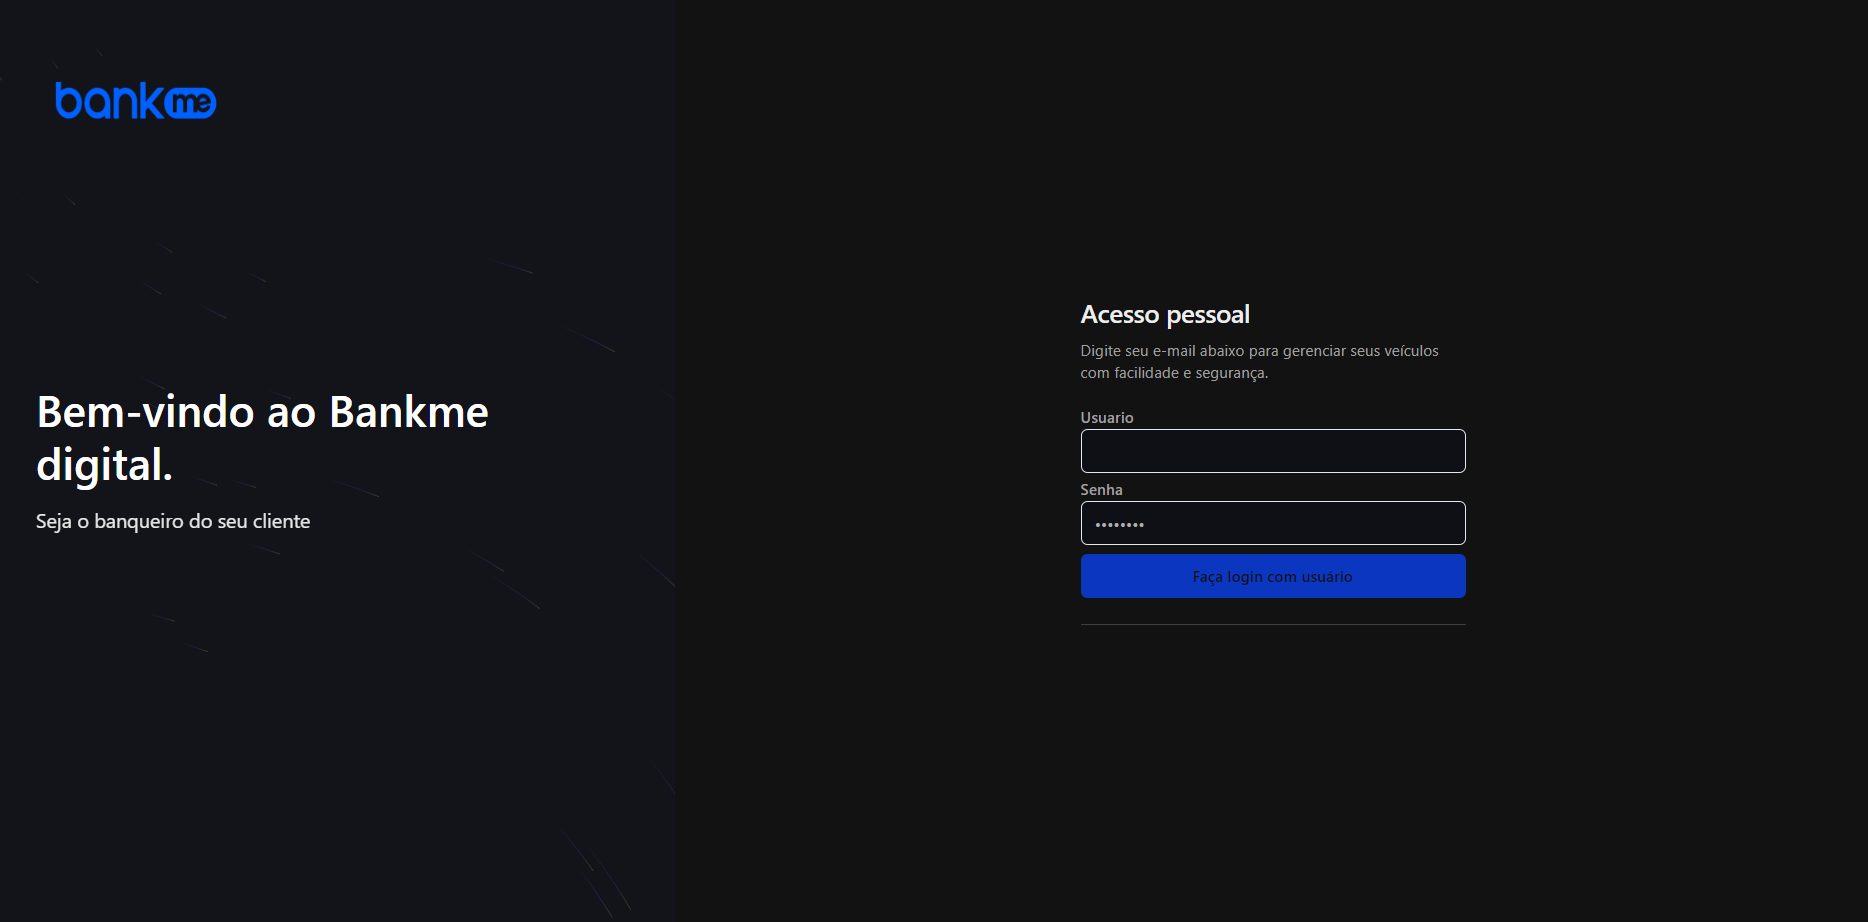 bankme
Bem-vindo ao Bankme
digital.
Seja o banqueiro do seu cliente
Acesso pessoal
Digite seu e-mail abaixo para gerenciar seus veículos
com facilidade e segurança.
Usuario
Senha
••••••••
Faça login com usuário